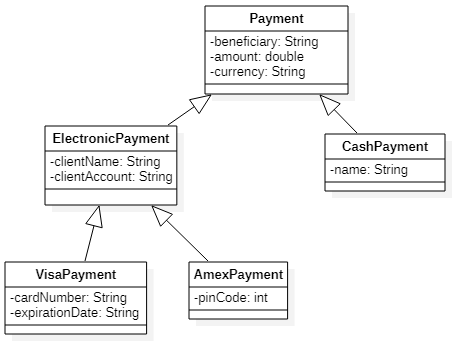 Payment
-beneficiary: String
-amount: double
-currency: String
ElectronicPayment
-clientName: String
-clientAccount: String
CashPayment
-name: String
VisaPayment
-cardNumber: String
-expirationDate: String
AmexPayment
-pinCode: int